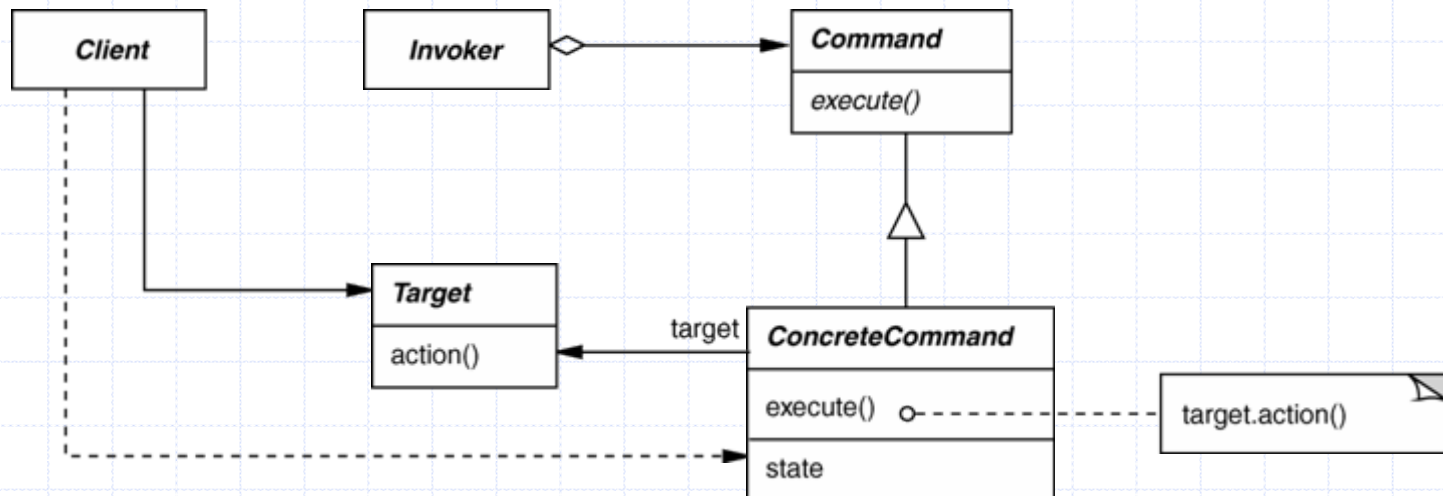 Client
Invoker
Command
execute()
Target
action()
target
ConcreteCommand
execute()
target.action()
state